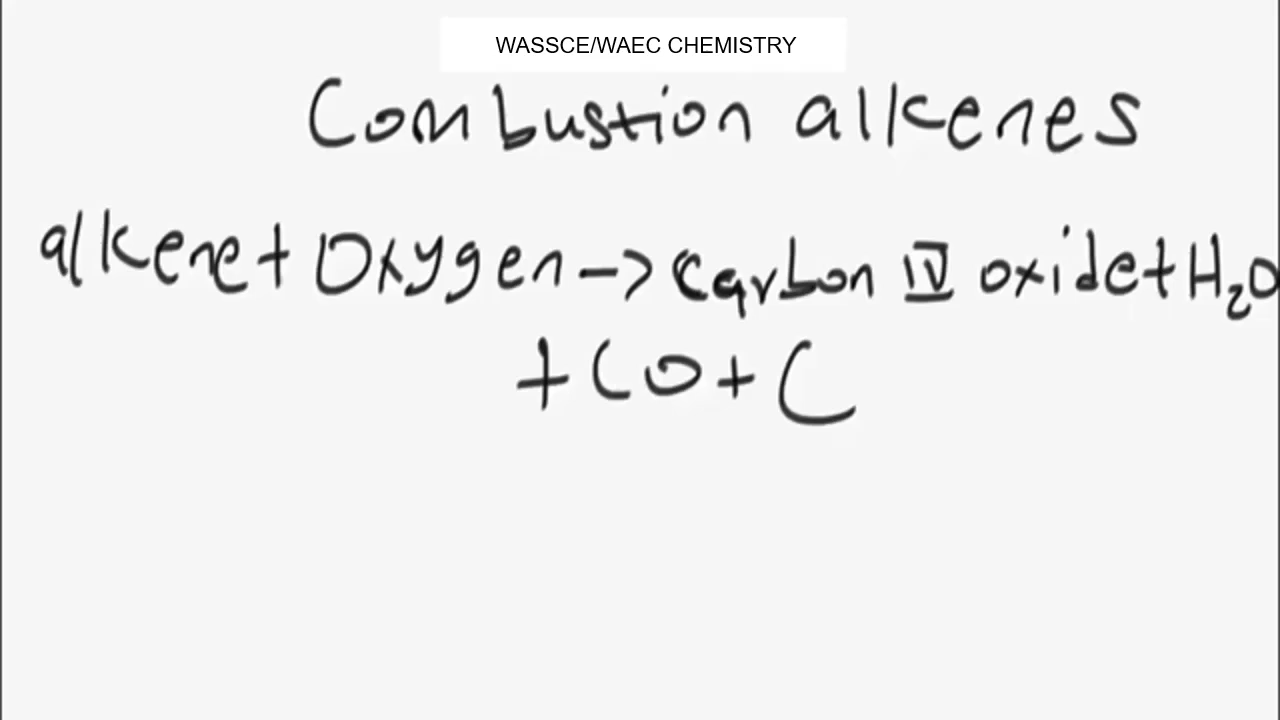 WASSCE/WAEC CHEMISTRY
Combustion alkenes
alkene + Oxygen -> carbon IV oxide + H₂O
+ CO + C